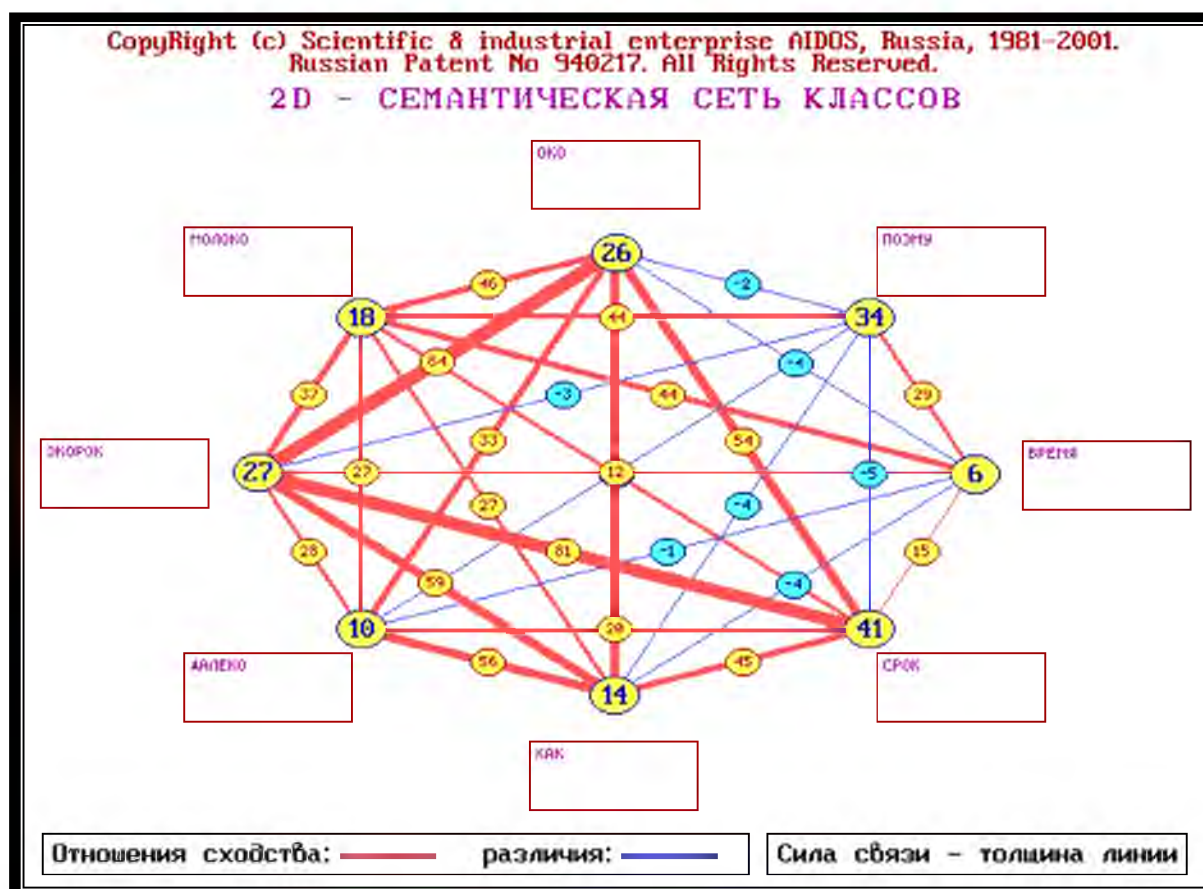 CopyRight (c) Scientific & industrial enterprise AIDOS, Russia, 1981-2001.
Russian Patent No 940217. All Rights Reserved.
2D - СЕМАНТИЧЕСКАЯ СЕТЬ КЛАССОВ
ОКО
МОЛОКО
ПОЭМУ
26
46
-2
18
44
34
84
-4
37
-3
44
29
33
54
ЭКОРОК
ВРЕМЯ
27
27
12
-5
6
27
-4
28
81
-1
15
59
-4
10
20
41
ДАЛЕКО
56
45
СРОК
14
КАК
Отношения сходства:
различия:
Сила связи - толщина линии